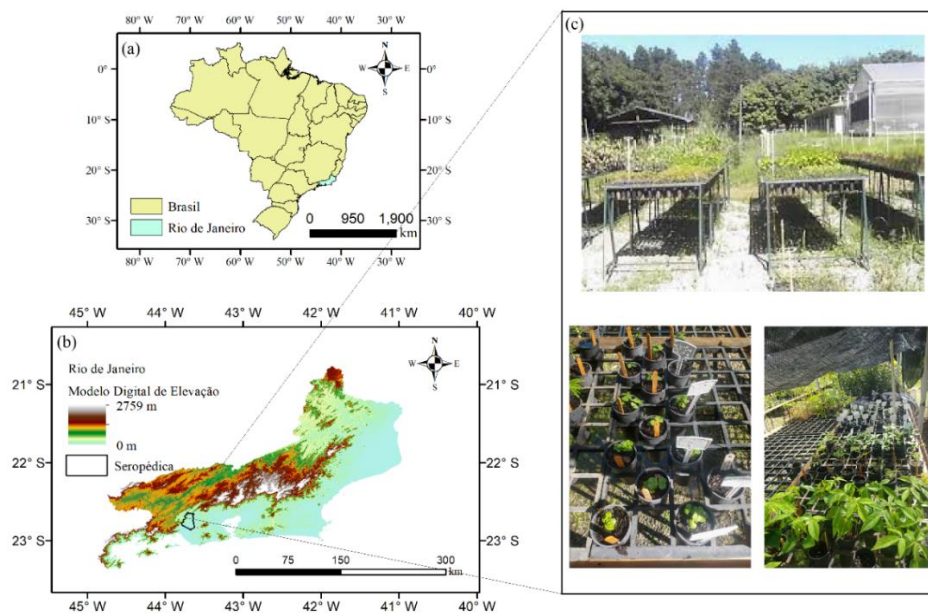 (a)
80° W 70° W 60° W 50° W 40° W 30° W
0°
10° S
20° S
30° S
N
W E
S
0°
10° S
20° S
30° S
Brasil
Rio de Janeiro
0 950 1,900
km
80° W 70° W 60° W 50° W 40° W 30° W
45° W 44° W 43° W 42° W 41° W 40° W
(b)
Rio de Janeiro
Modelo Digital de Elevação
2759 m
0 m
Seropédica
N
W E
S
21° S
22° S
23° S
21° S
22° S
23° S
0 75 150 300
km
45° W 44° W 43° W 42° W 41° W 40° W
(c)